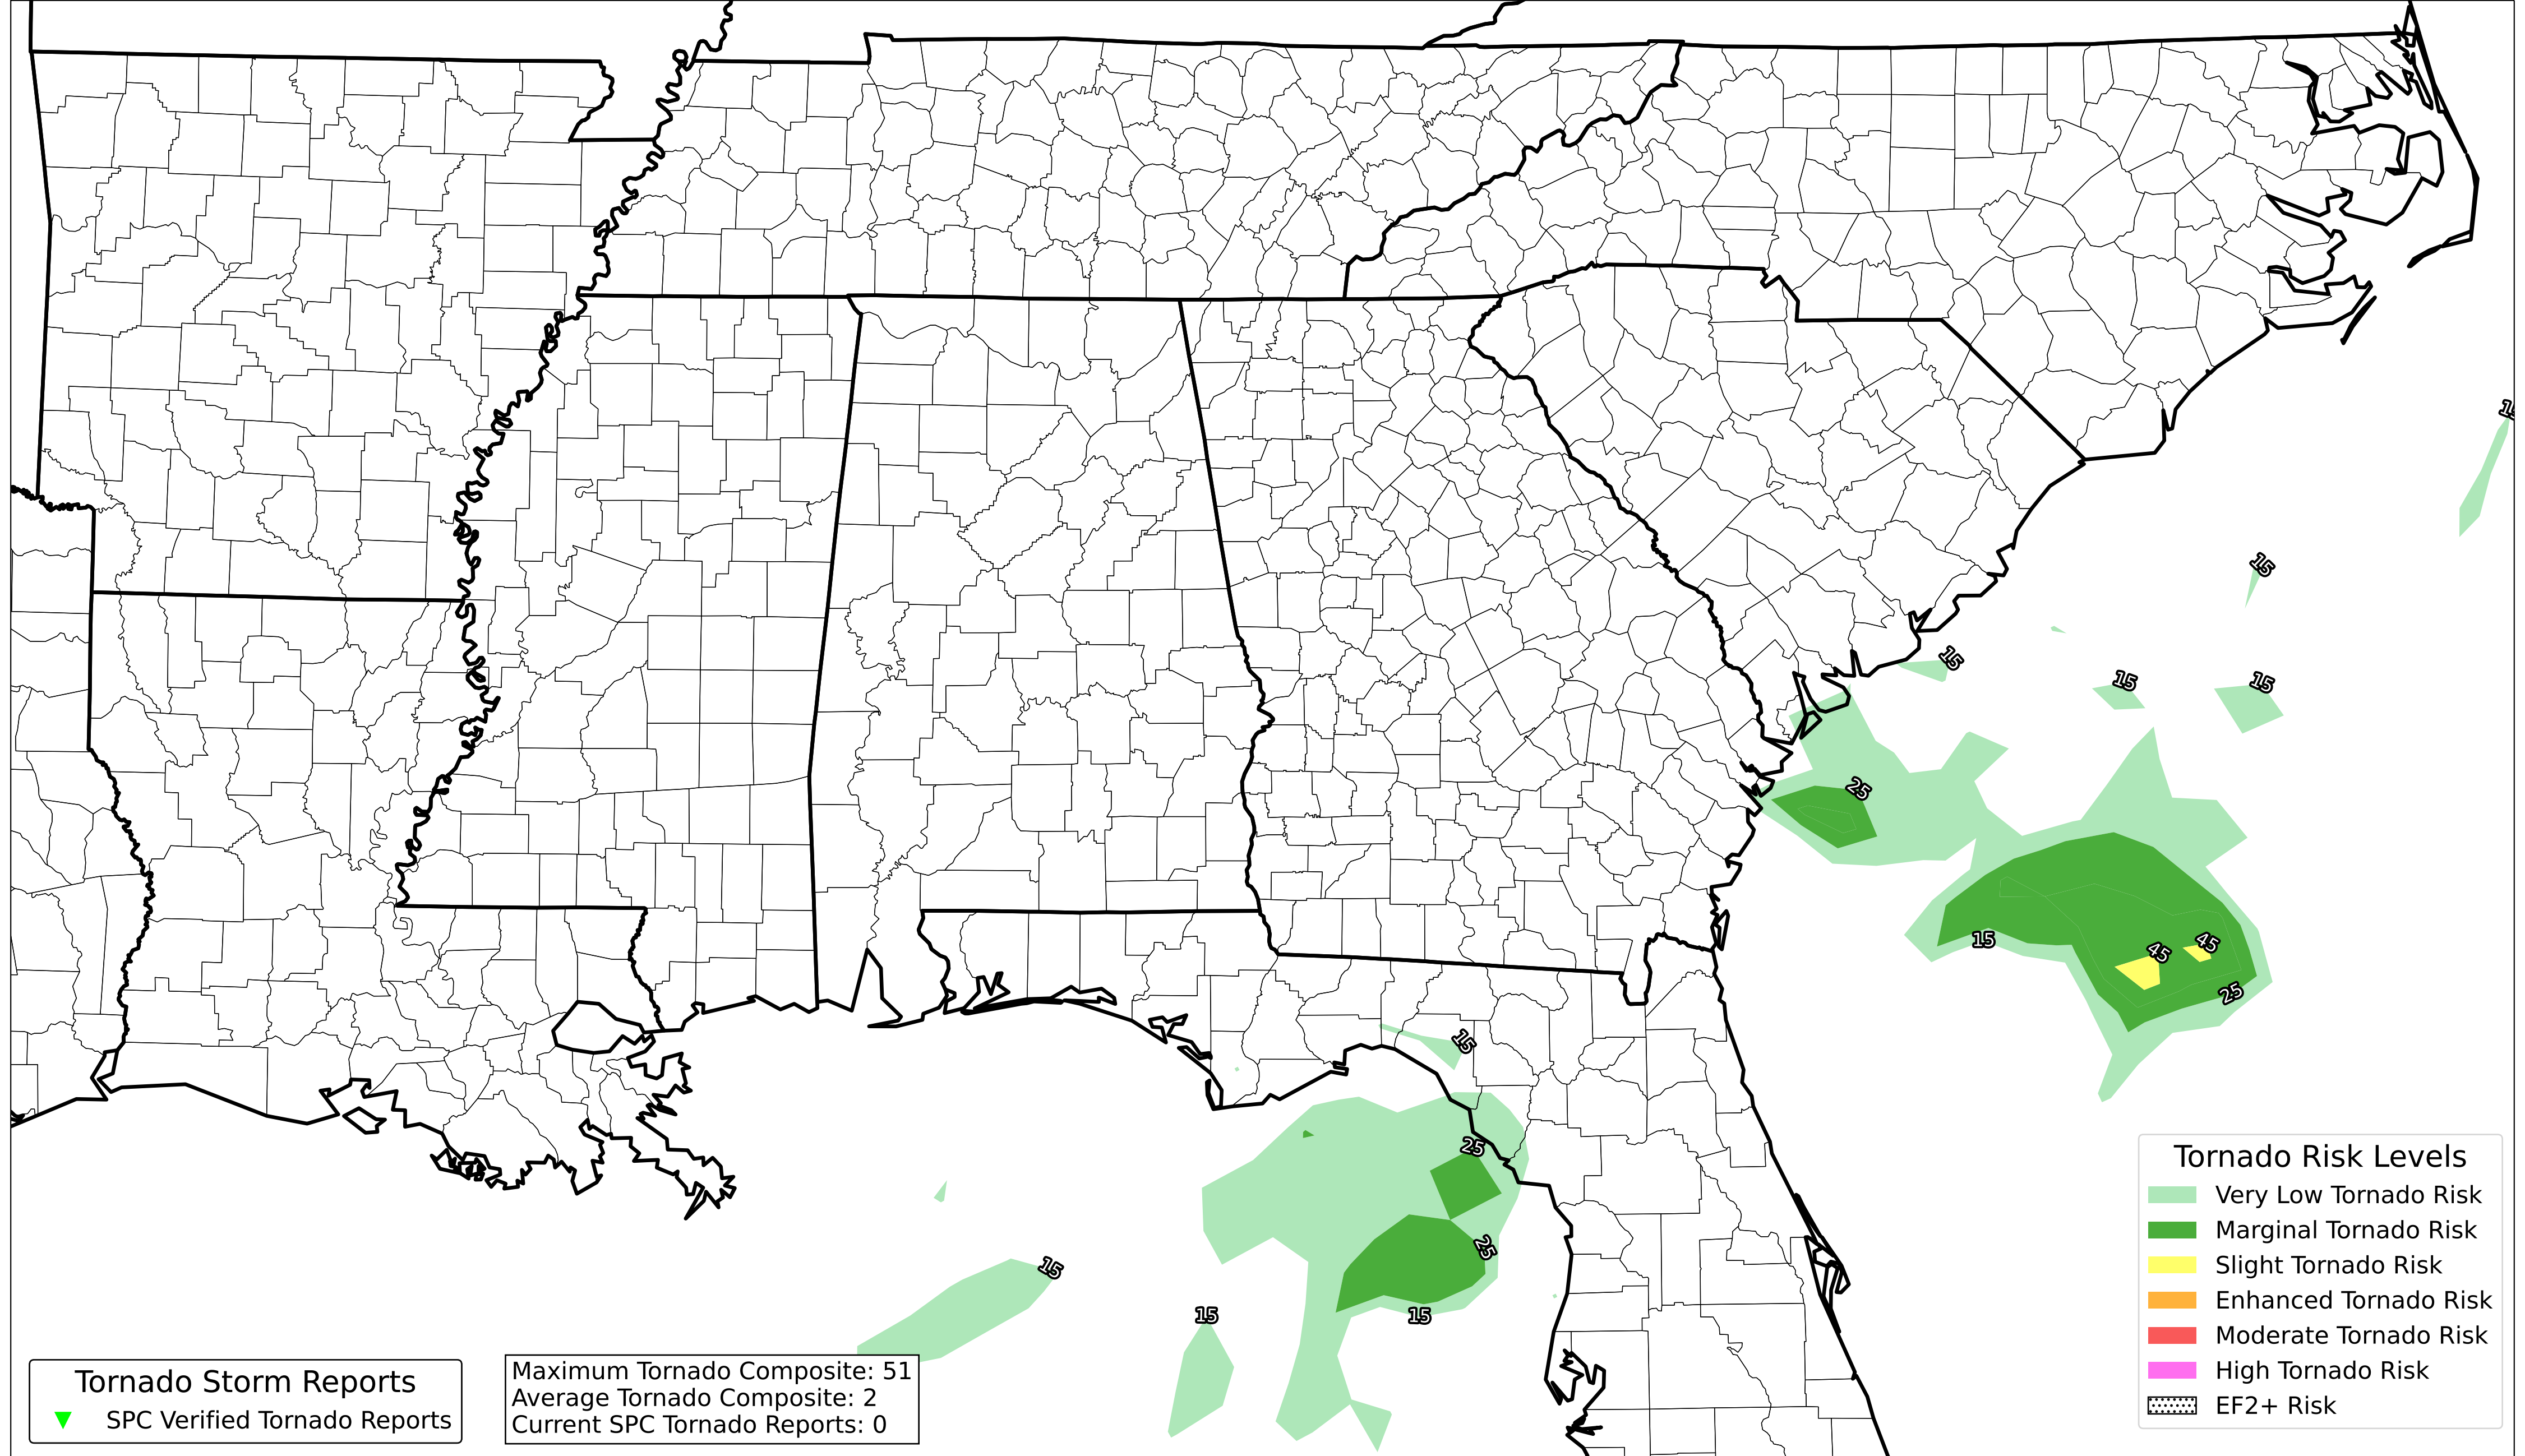 15
15
15
15
15
25
45
45
15
25
15
25
25
15
15
15
Tornado Risk Levels
Very Low Tornado Risk
Marginal Tornado Risk
Slight Tornado Risk
Enhanced Tornado Risk
Moderate Tornado Risk
High Tornado Risk
EF2+ Risk
Tornado Storm Reports
SPC Verified Tornado Reports
Maximum Tornado Composite: 51
Average Tornado Composite: 2
Current SPC Tornado Reports: 0